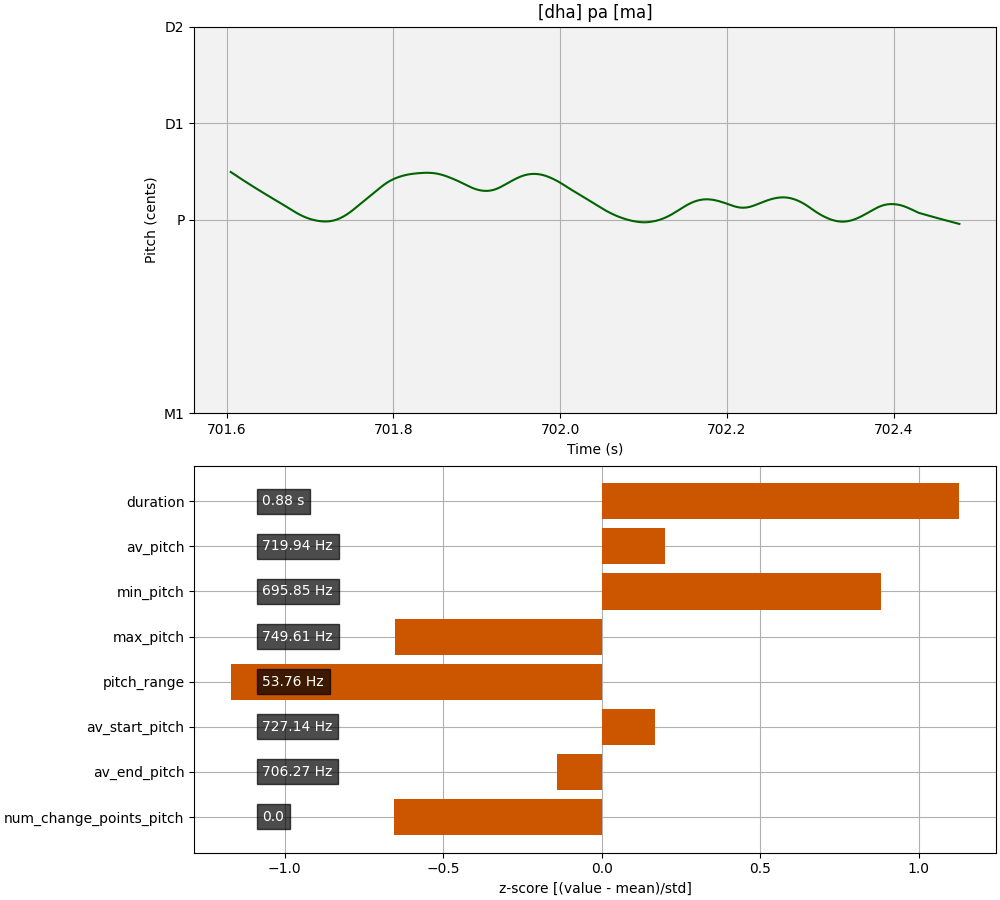 [dha] pa [ma]
D2
D1
P
M1
Pitch (cents)
701.6 701.8 702.0 702.2 702.4
Time (s)
duration 0.88 s
av_pitch 719.94 Hz
min_pitch 695.85 Hz
max_pitch 749.61 Hz
pitch_range 53.76 Hz
av_start_pitch 727.14 Hz
av_end_pitch 706.27 Hz
num_change_points_pitch 0.0
−1.0 −0.5 0.0 0.5 1.0
z-score [(value - mean)/std]